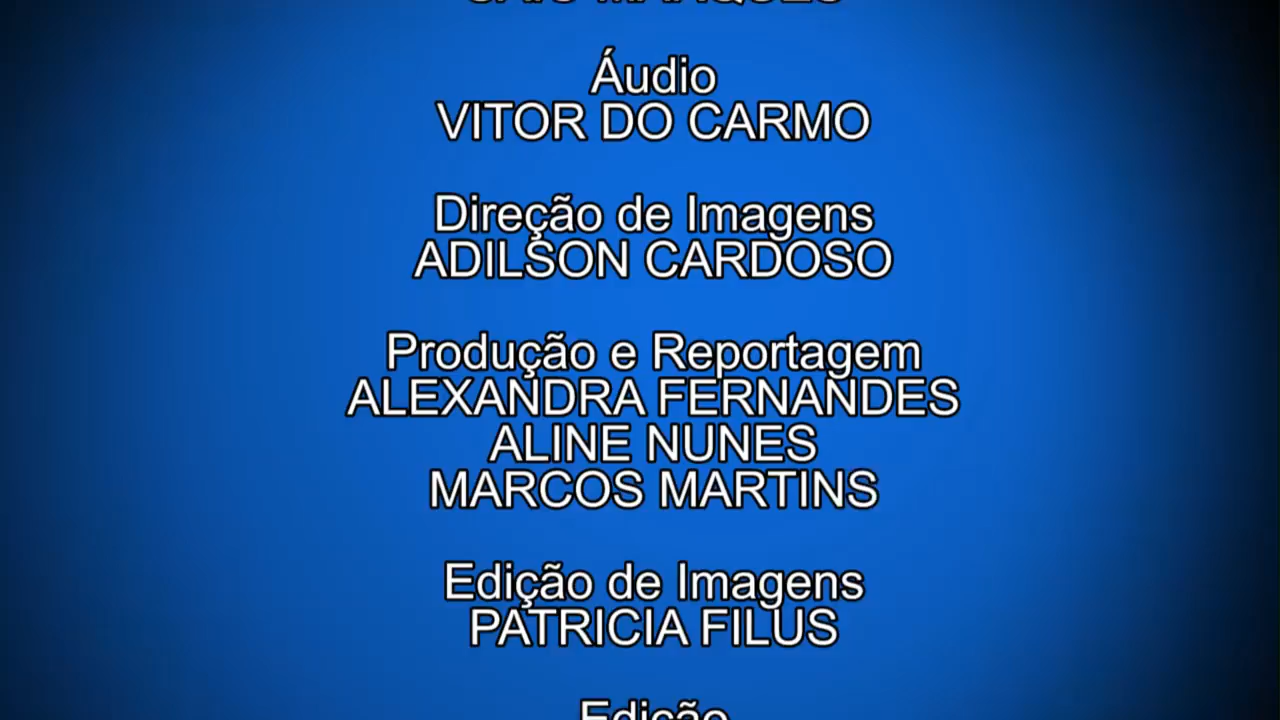 Áudio
VITOR DO CARMO
Direção de Imagens
ADILSON CARDOSO
Produção e Reportagem
ALEXANDRA FERNANDES
ALINE NUNES
MARCOS MARTINS
Edição de Imagens
PATRICIA FILUS
Edição